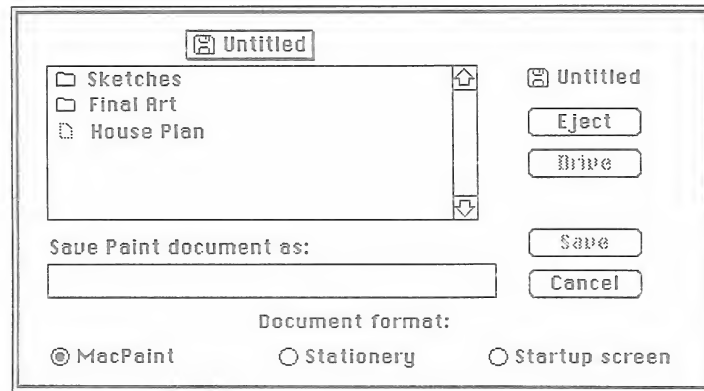 Untitled
Sketches
Final Art
House Plan
Untitled
Eject
Drive
Save Paint document as:
Save
Cancel
Document format:
MacPaint Stationery Startup screen